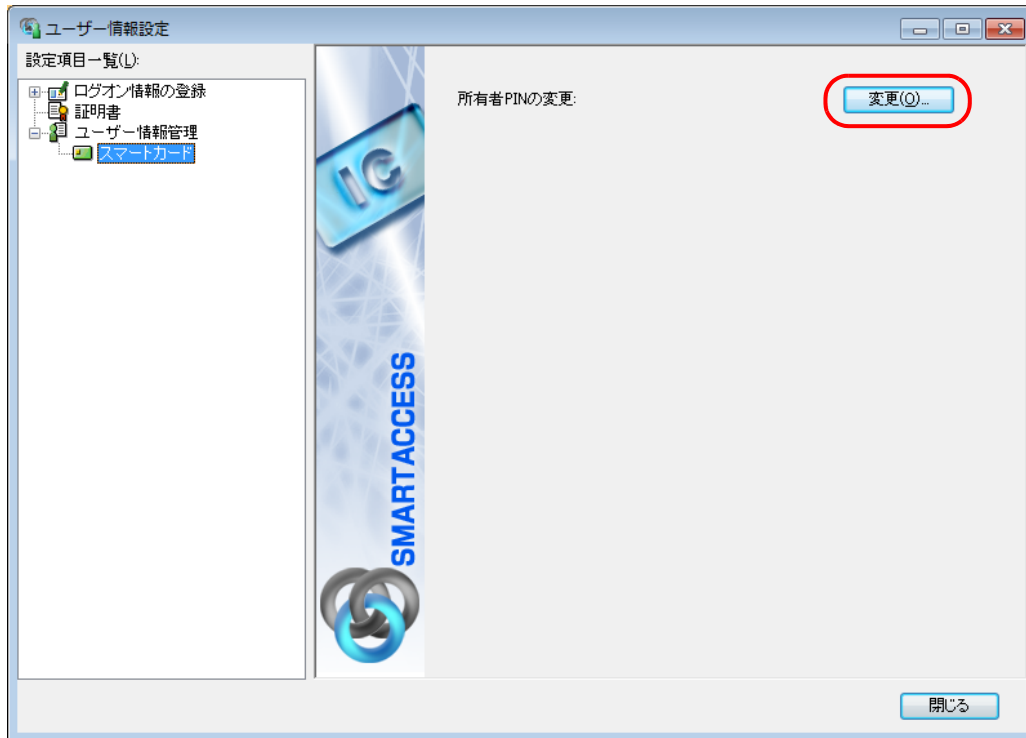 ユーザー情報設定
設定項目一覧(L):
ログオン情報の登録
証明書
ユーザー情報管理
スマートカード
IC
SMARTACCESS
所有者PINの変更:
変更(O)...
閉じる